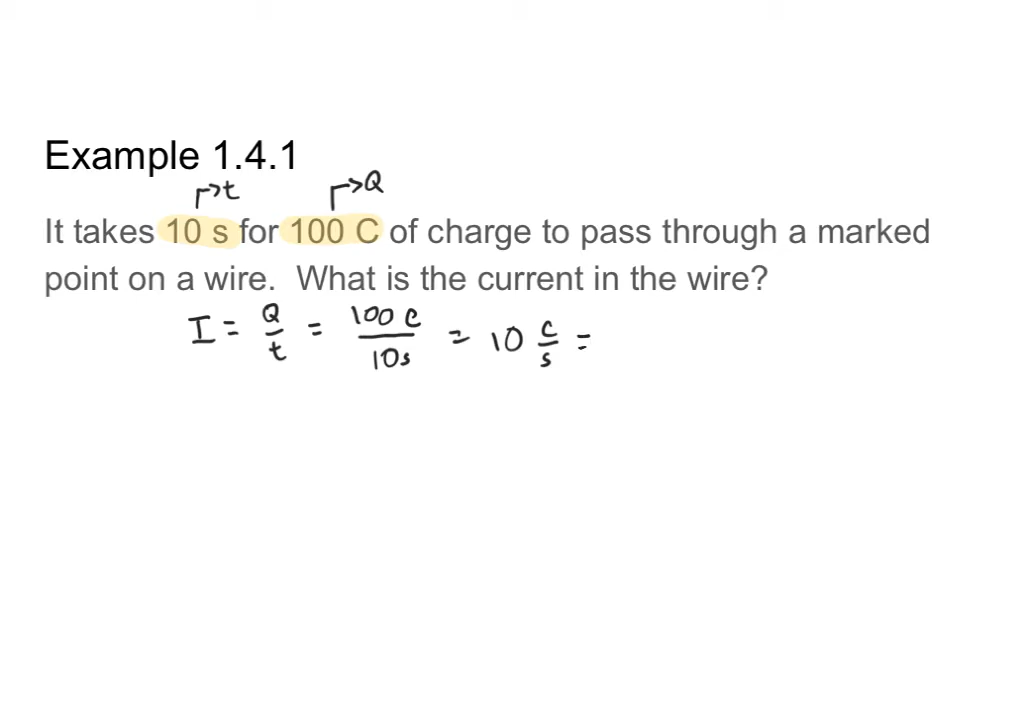 Example 1.4.1
→t →Q
It takes 10 s for 100 C of charge to pass through a marked
point on a wire. What is the current in the wire?
I = Q/t = 100 C/10s = 10 C/s =